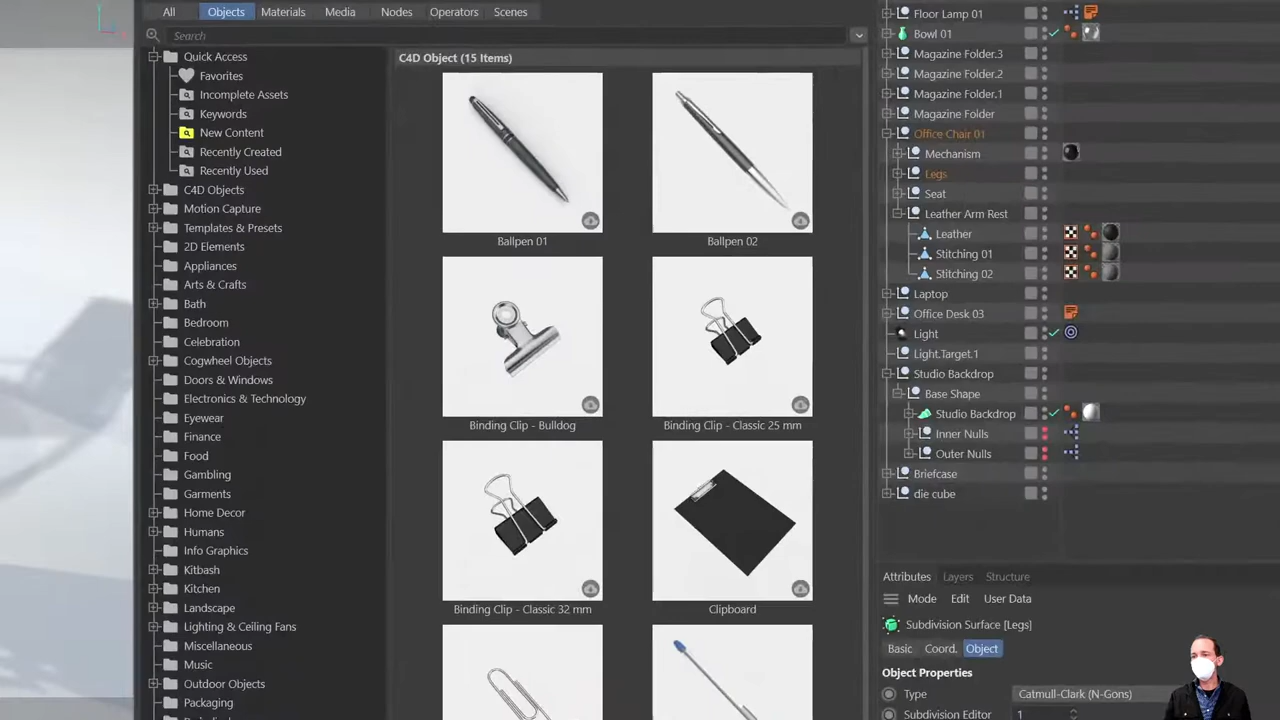 All Objects Materials Media Nodes Operators Scenes
Search
Quick Access
Favorites
Incomplete Assets
Keywords
New Content
Recently Created
Recently Used
C4D Objects
Motion Capture
Templates & Presets
2D Elements
Appliances
Arts & Crafts
Bath
Bedroom
Celebration
Cogwheel Objects
Doors & Windows
Electronics & Technology
Eyewear
Finance
Food
Gambling
Garments
Home Decor
Humans
Info Graphics
Kitbash
Kitchen
Landscape
Lighting & Ceiling Fans
Miscellaneous
Music
Outdoor Objects
Packaging
C4D Object (15 Items)
Ballpen 01
Ballpen 02
Binding Clip - Bulldog
Binding Clip - Classic 25 mm
Binding Clip - Classic 32 mm
Clipboard
Floor Lamp 01
Bowl 01
Magazine Folder.3
Magazine Folder.2
Magazine Folder.1
Magazine Folder
Office Chair 01
Mechanism
Legs
Seat
Leather Arm Rest
Leather
Stitching 01
Stitching 02
Laptop
Office Desk 03
Light
Light.Target.1
Studio Backdrop
Base Shape
Studio Backdrop
Inner Nulls
Outer Nulls
Briefcase
die cube
Attributes Layers Structure
Mode Edit User Data
Subdivision Surface [Legs]
Basic Coord. Object
Object Properties
Type Catmull-Clark (N-Gons)
Subdivision Editor 1